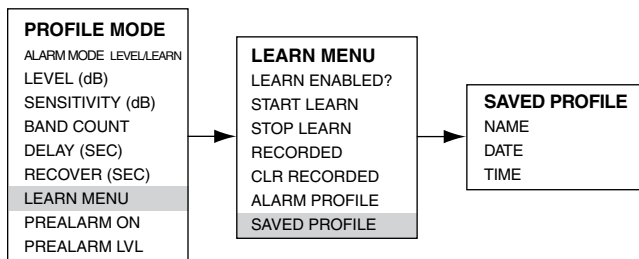 PROFILE MODE
ALARM MODE LEVEL/LEARN
LEVEL (dB)
SENSITIVITY (dB)
BAND COUNT
DELAY (SEC)
RECOVER (SEC)
LEARN MENU
PREALARM ON
PREALARM LVL
LEARN MENU
LEARN ENABLED?
START LEARN
STOP LEARN
RECORDED
CLR RECORDED
ALARM PROFILE
SAVED PROFILE
SAVED PROFILE
NAME
DATE
TIME